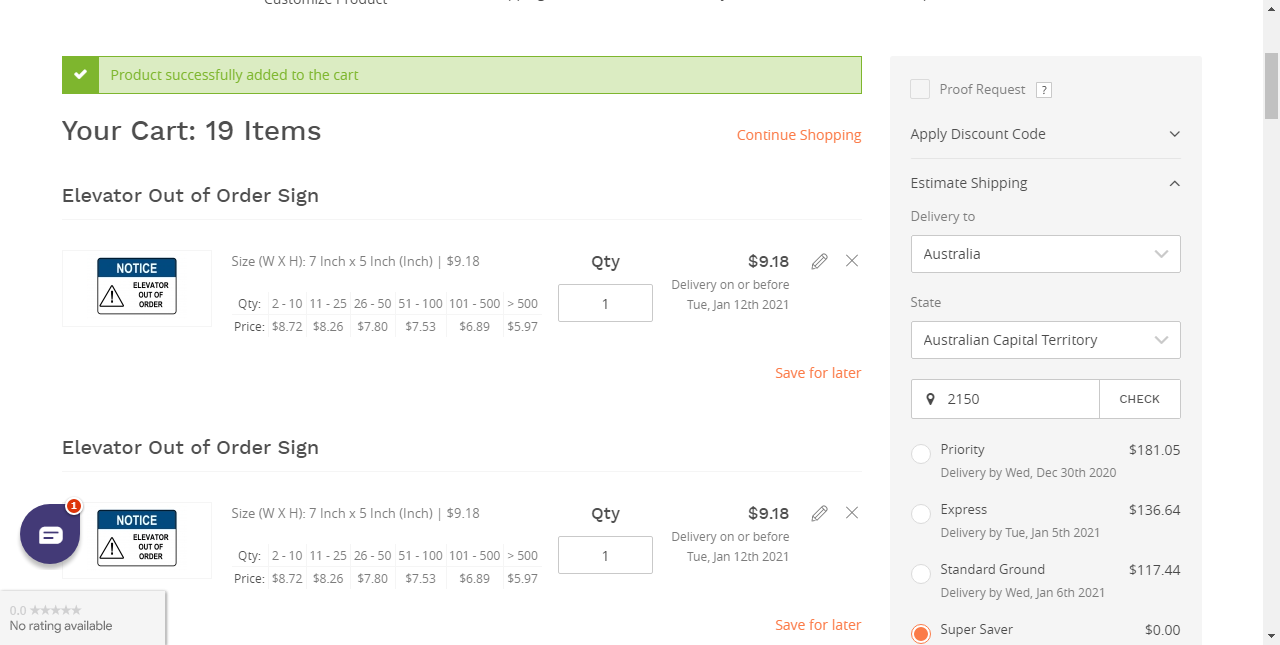 Customize Product
Product successfully added to the cart
Your Cart: 19 Items
Continue Shopping
Elevator Out of Order Sign
NOTICE
ELEVATOR
OUT OF
ORDER
Size (W X H): 7 Inch x 5 Inch (Inch) | $9.18
Qty: 2 - 10 11 - 25 26 - 50 51 - 100 101 - 500 > 500
Price: $8.72 $8.26 $7.80 $7.53 $6.89 $5.97
Qty
1
$9.18
Delivery on or before
Tue, Jan 12th 2021
Save for later
Elevator Out of Order Sign
NOTICE
ELEVATOR
OUT OF
ORDER
Size (W X H): 7 Inch x 5 Inch (Inch) | $9.18
Qty: 2 - 10 11 - 25 26 - 50 51 - 100 101 - 500 > 500
Price: $8.72 $8.26 $7.80 $7.53 $6.89 $5.97
Qty
1
$9.18
Delivery on or before
Tue, Jan 12th 2021
Save for later
1
0.0
No rating available
Proof Request ?
Apply Discount Code
Estimate Shipping
Delivery to
Australia
State
Australian Capital Territory
2150 CHECK
Priority $181.05
Delivery by Wed, Dec 30th 2020
Express $136.64
Delivery by Tue, Jan 5th 2021
Standard Ground $117.44
Delivery by Wed, Jan 6th 2021
Super Saver $0.00